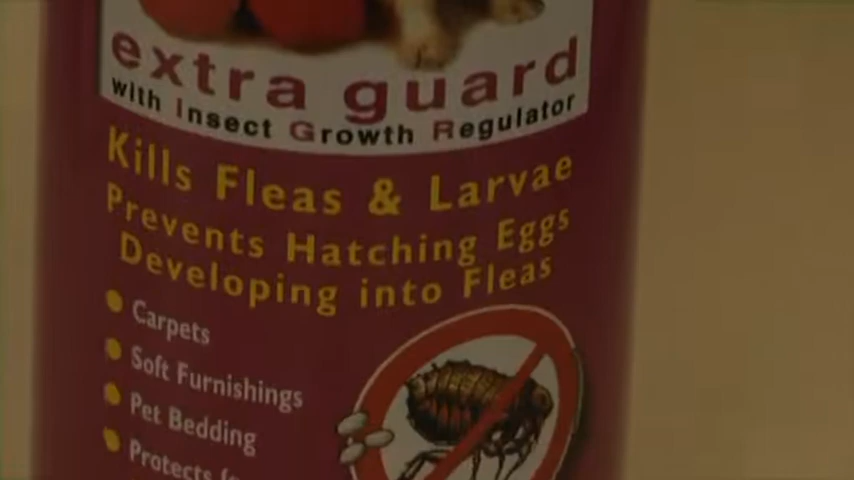 extra guard
with Insect Growth Regulator
Kills Fleas & Larvae
Prevents Hatching Eggs
Developing into Fleas
Carpets
Soft Furnishings
Pet Bedding
Protects